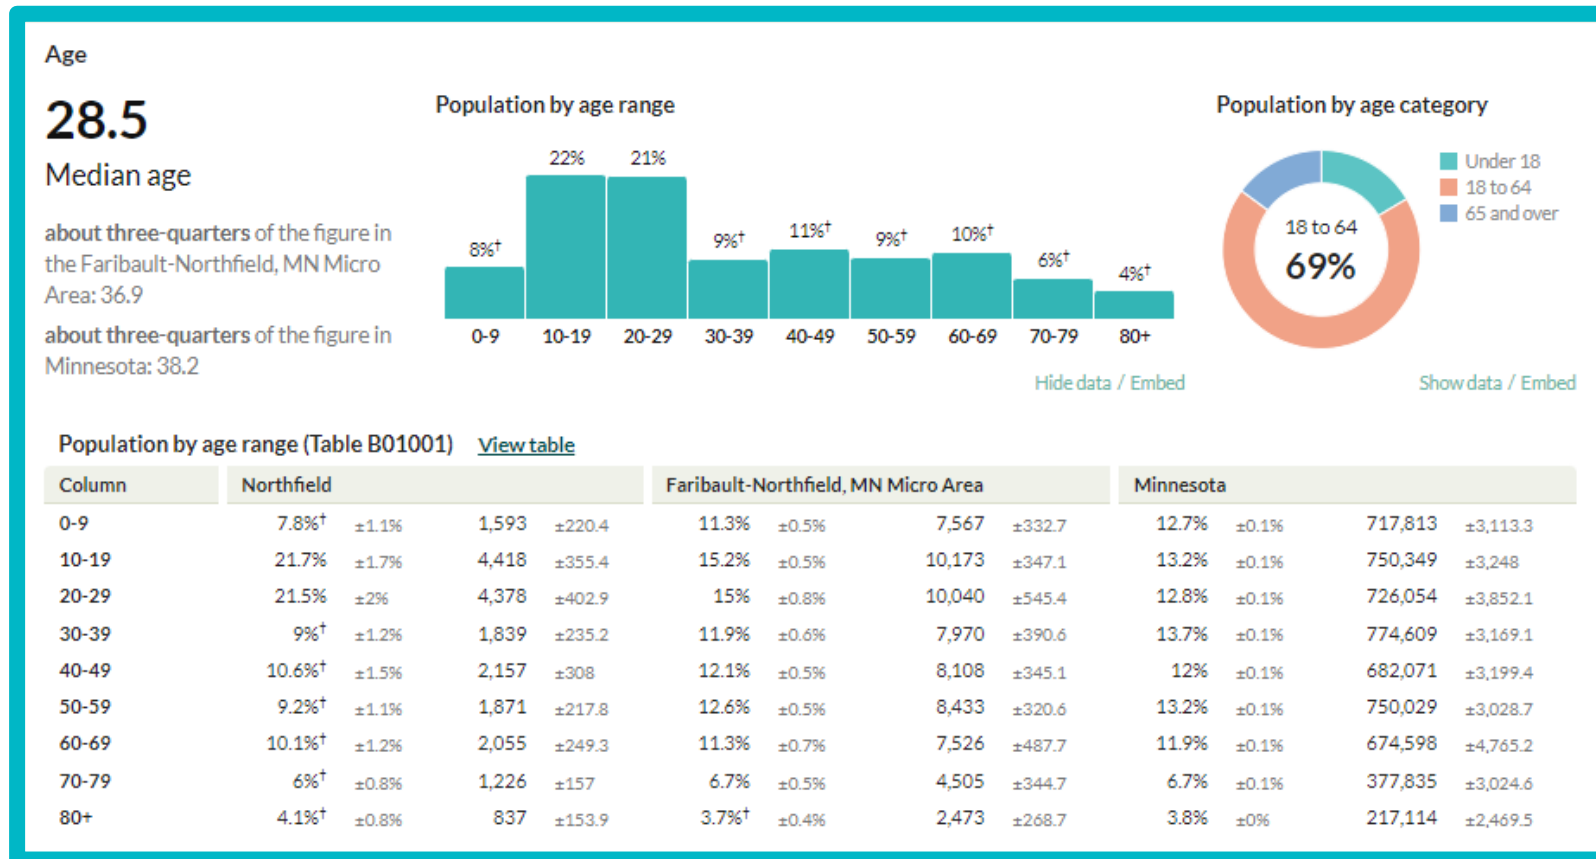 Age
28.5
Median age
about three-quarters of the figure in
the Faribault-Northfield, MN Micro
Area: 36.9
about three-quarters of the figure in
Minnesota: 38.2
Population by age range
8%† 22% 21% 9%† 11%† 9%† 10%† 6%† 4%†
0-9 10-19 20-29 30-39 40-49 50-59 60-69 70-79 80+
Hide data / Embed
Population by age category
18 to 64
69%
Under 18
18 to 64
65 and over
Show data / Embed
Population by age range (Table B01001) View table
Column Northfield Faribault-Northfield, MN Micro Area Minnesota
0-9 7.8%† ±1.1% 1,593 ±220.4 11.3% ±0.5% 7,567 ±332.7 12.7% ±0.1% 717,813 ±3,113.3
10-19 21.7% ±1.7% 4,418 ±355.4 15.2% ±0.5% 10,173 ±347.1 13.2% ±0.1% 750,349 ±3,248
20-29 21.5% ±2% 4,378 ±402.9 15% ±0.8% 10,040 ±545.4 12.8% ±0.1% 726,054 ±3,852.1
30-39 9%† ±1.2% 1,839 ±235.2 11.9% ±0.6% 7,970 ±390.6 13.7% ±0.1% 774,609 ±3,169.1
40-49 10.6%† ±1.5% 2,157 ±308 12.1% ±0.5% 8,108 ±345.1 12% ±0.1% 682,071 ±3,199.4
50-59 9.2%† ±1.1% 1,871 ±217.8 12.6% ±0.5% 8,433 ±320.6 13.2% ±0.1% 750,029 ±3,028.7
60-69 10.1%† ±1.2% 2,055 ±249.3 11.3% ±0.7% 7,526 ±487.7 11.9% ±0.1% 674,598 ±4,765.2
70-79 6%† ±0.8% 1,226 ±157 6.7% ±0.5% 4,505 ±344.7 6.7% ±0.1% 377,835 ±3,024.6
80+ 4.1%† ±0.8% 837 ±153.9 3.7%† ±0.4% 2,473 ±268.7 3.8% ±0% 217,114 ±2,469.5